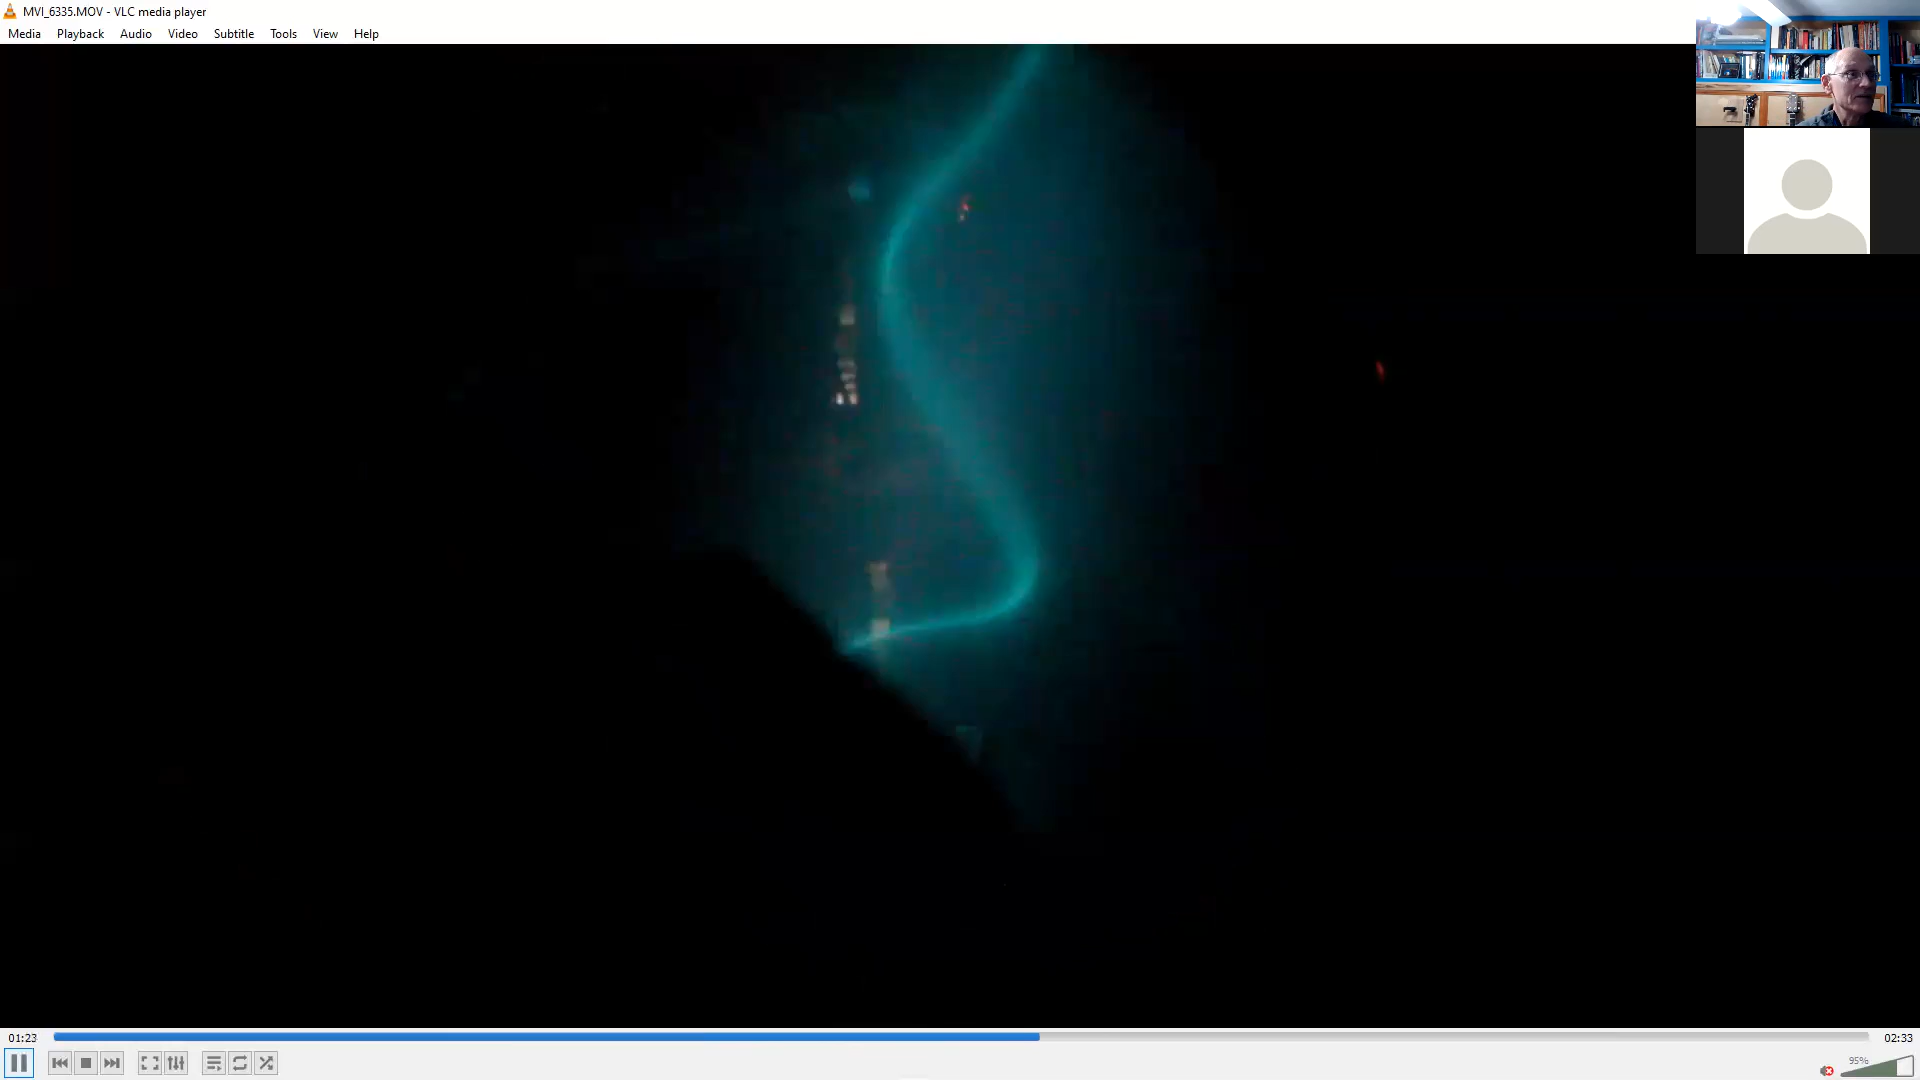 MVI_6335.MOV - VLC media player
Media Playback Audio Video Subtitle Tools View Help
01:23
02:33
95%